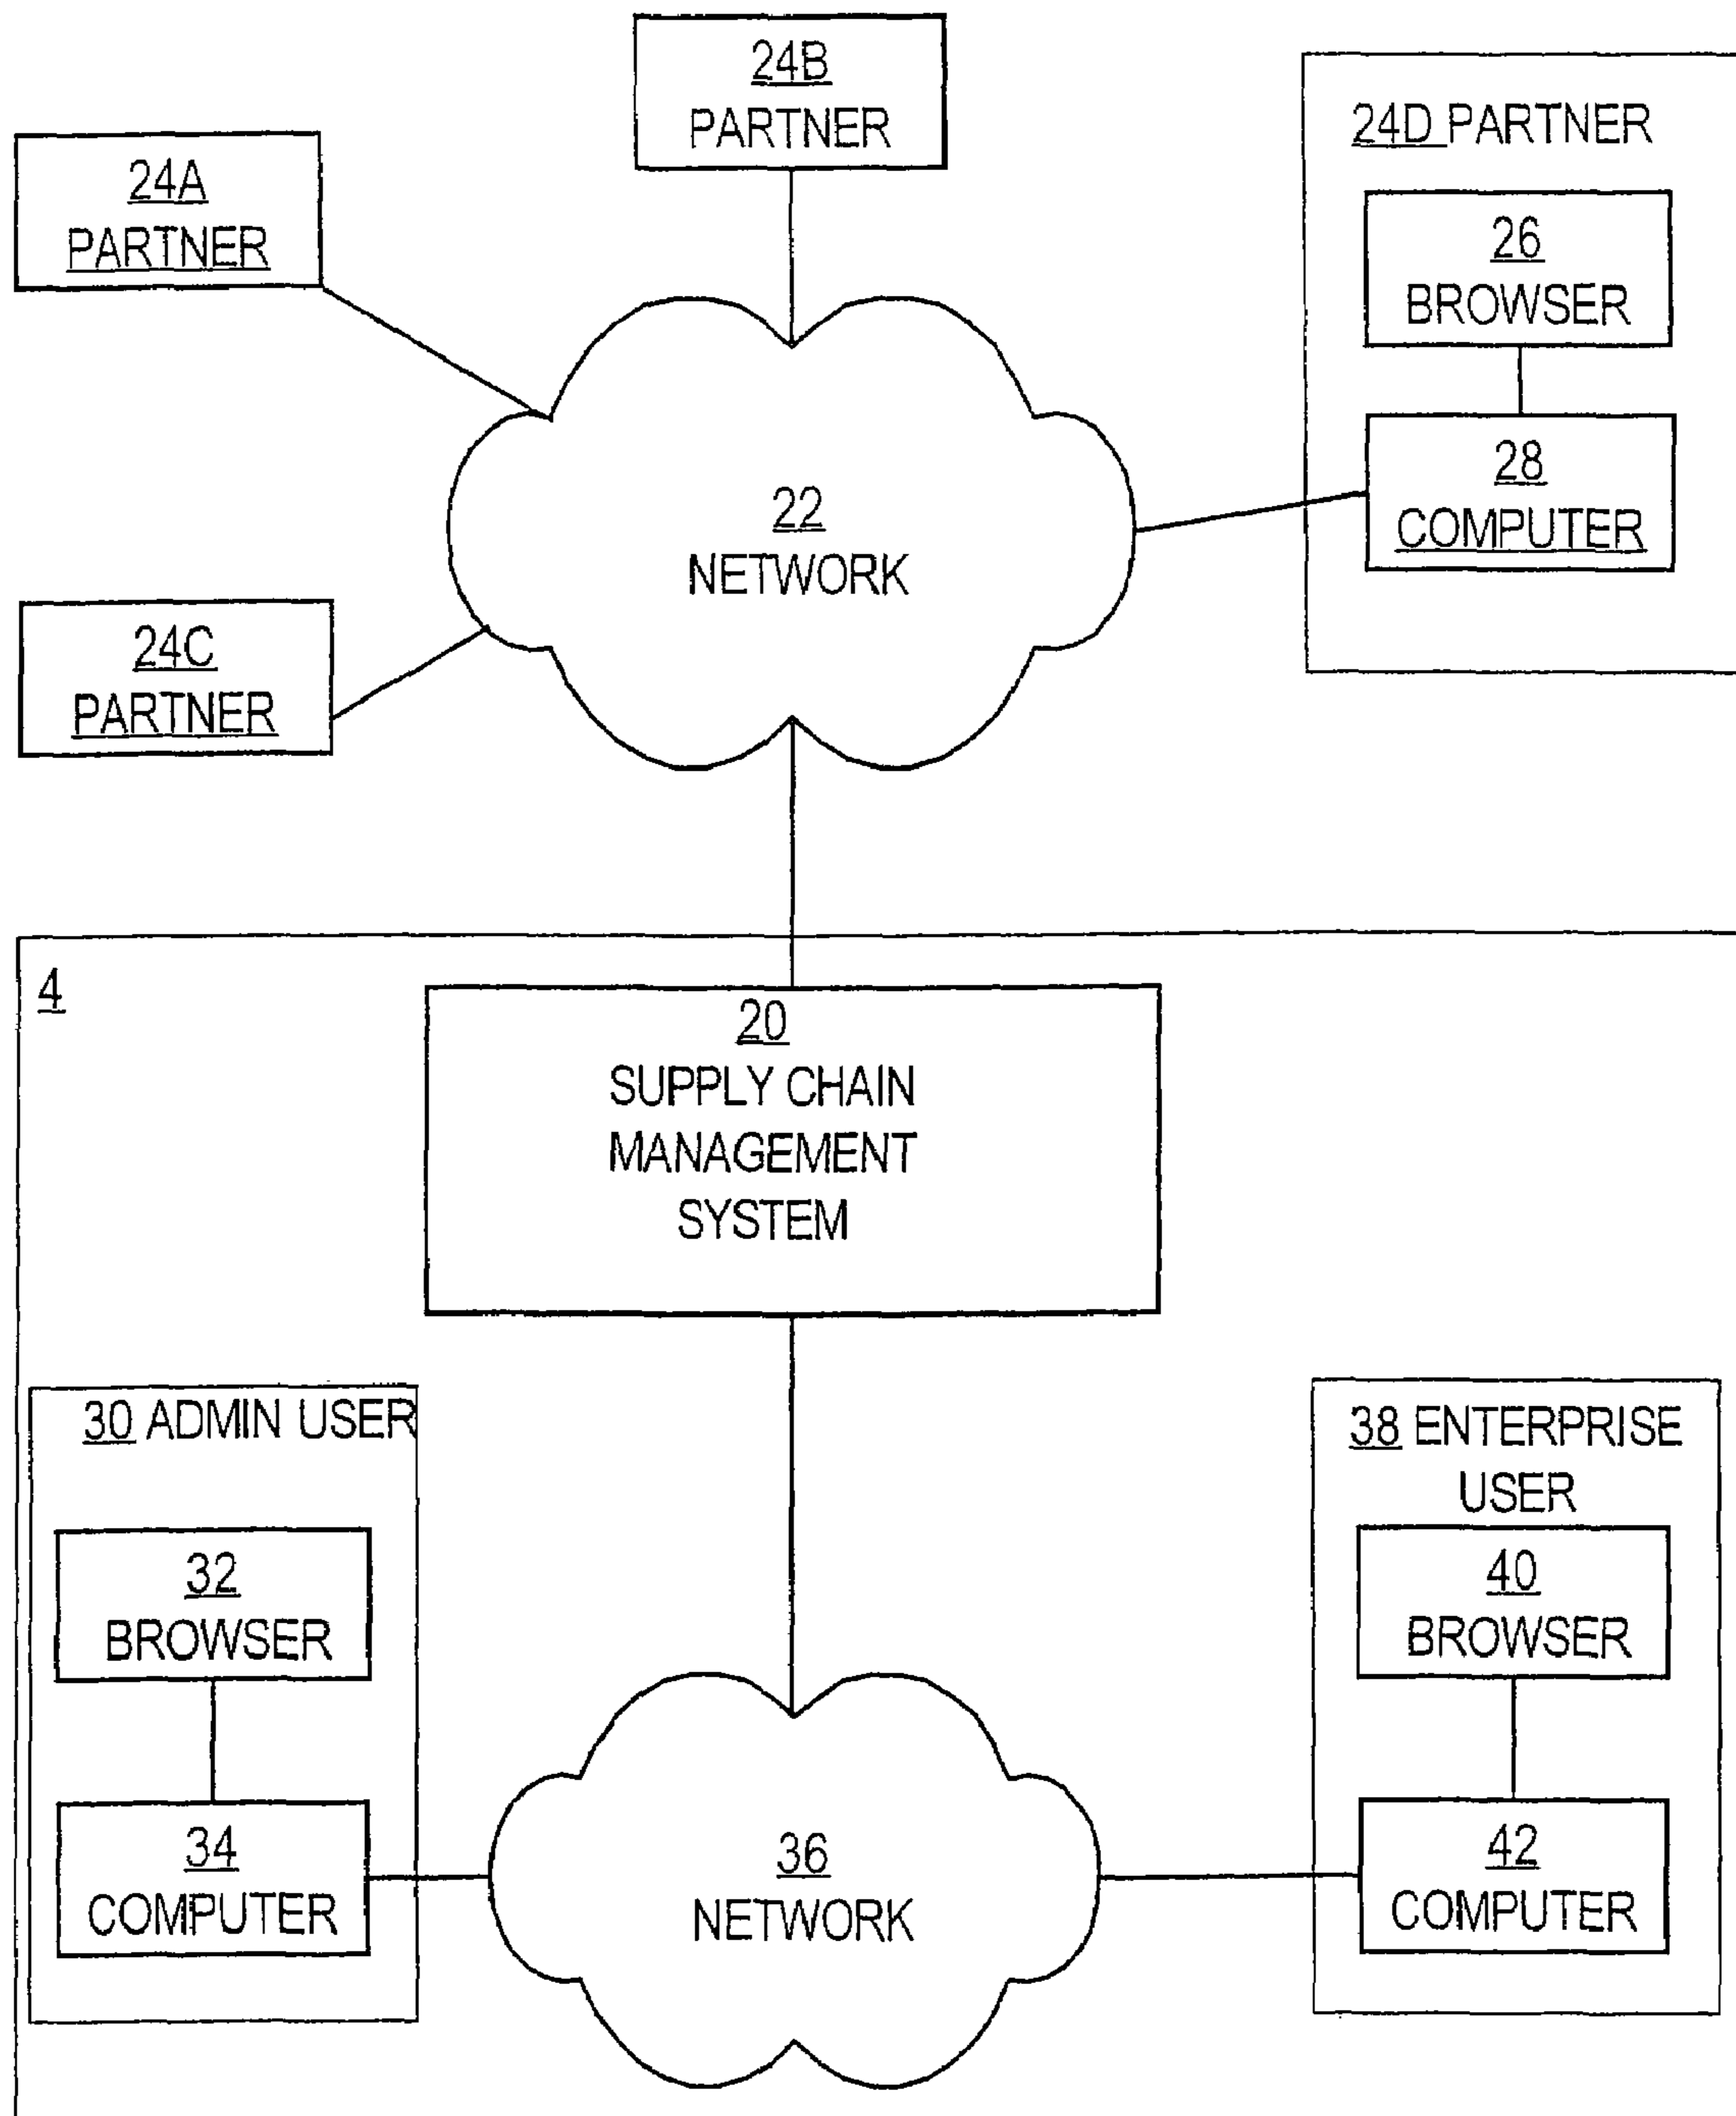 24B
PARTNER
24A
PARTNER
24D PARTNER
26
BROWSER
28
COMPUTER
22
NETWORK
24C
PARTNER
4
20
SUPPLY CHAIN
MANAGEMENT
SYSTEM
30 ADMIN USER
32
BROWSER
34
COMPUTER
36
NETWORK
38 ENTERPRISE
USER
40
BROWSER
42
COMPUTER